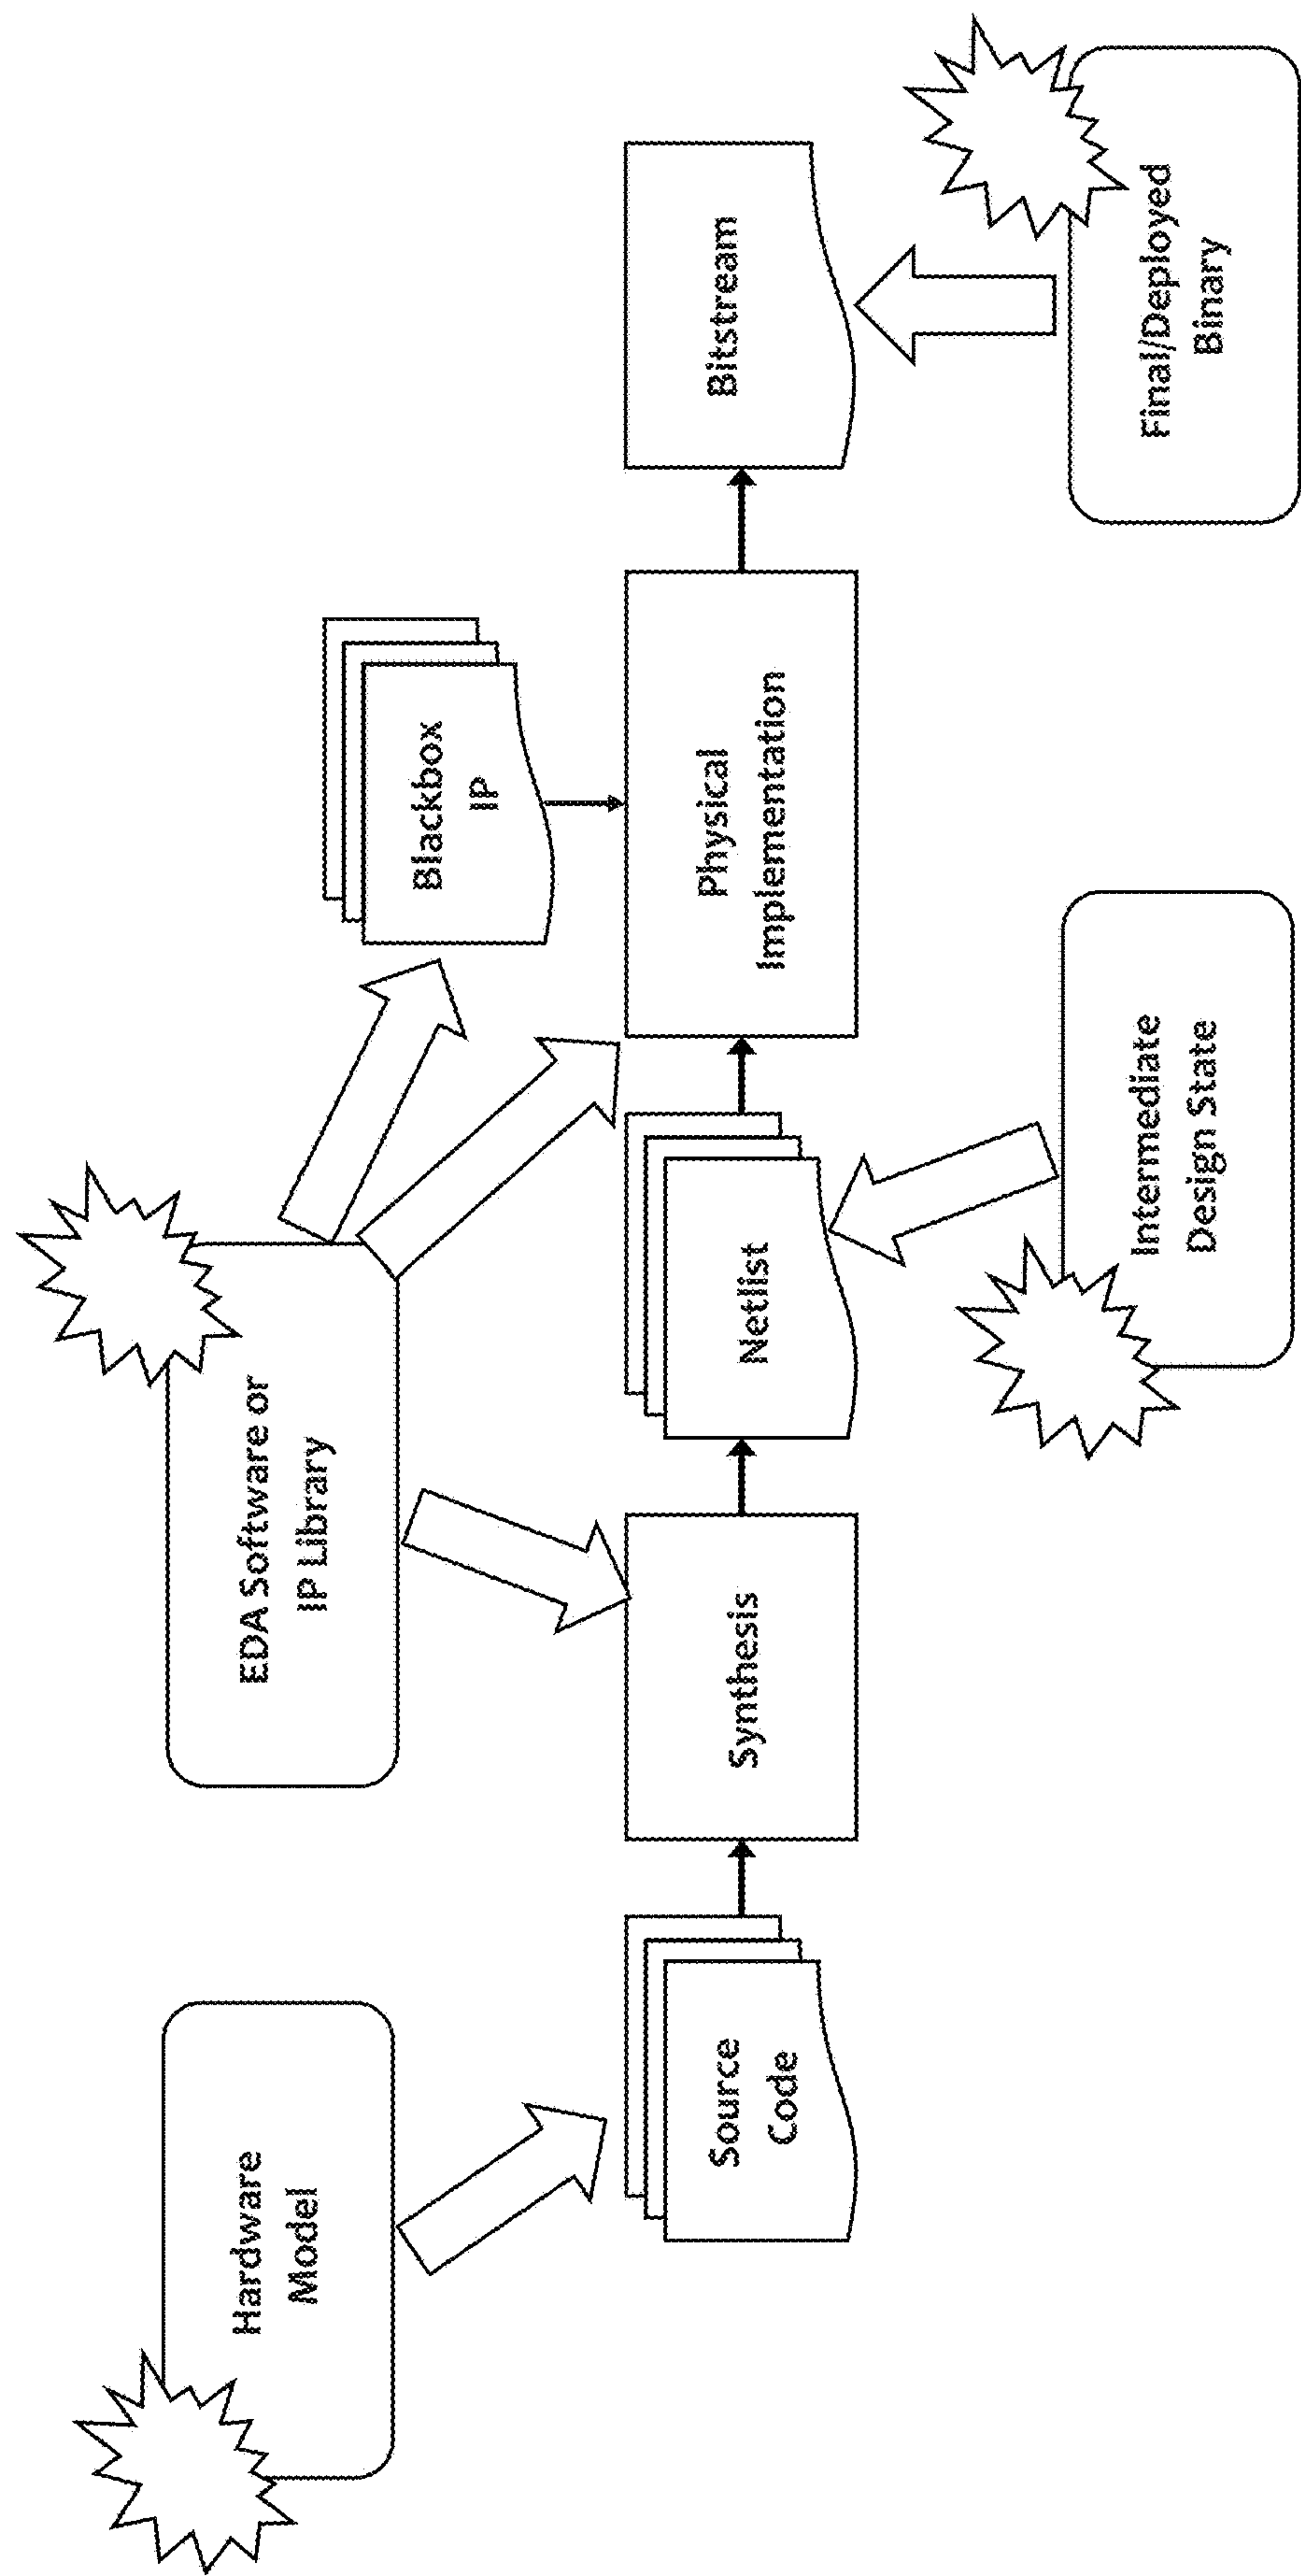 Hardware
Model
EDA Software or
IP Library
Blackbox
IP
Source
Code
Synthesis
Netlist
Physical
Implementation
Bitstream
Intermediate
Design State
Final/Deployed
Binary